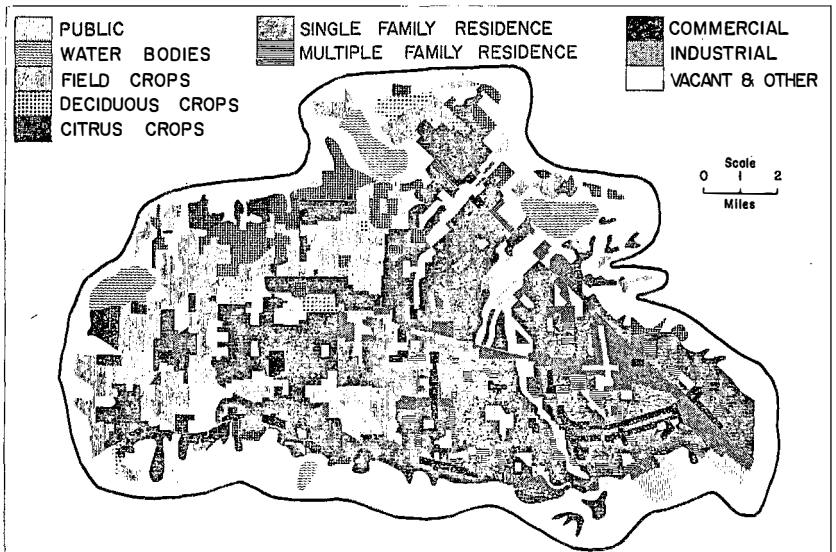 PUBLIC
WATER BODIES
FIELD CROPS
DECIDUOUS CROPS
CITRUS CROPS
SINGLE FAMILY RESIDENCE
MULTIPLE FAMILY RESIDENCE
COMMERCIAL
INDUSTRIAL
VACANT & OTHER
Scale
0 1 2
Miles